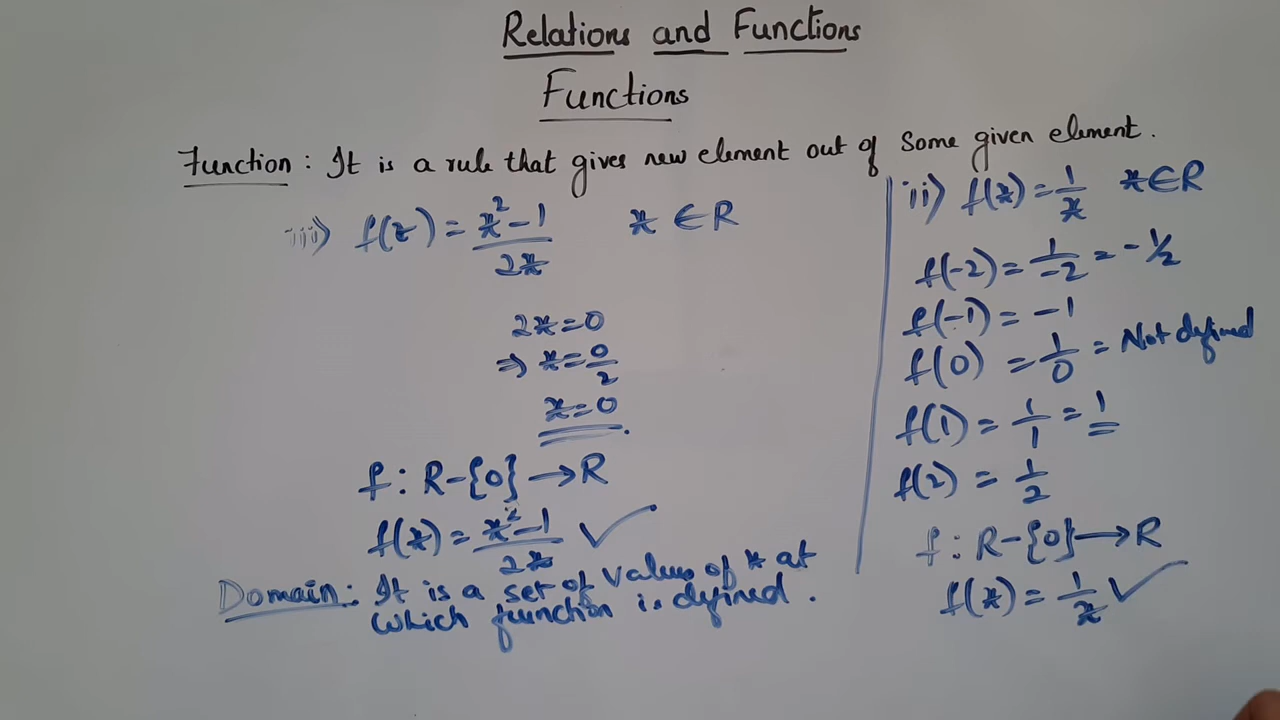 Relations and Functions
Functions
Function : It is a rule that gives new element out of some given element .
iii) f(x) = x²-1/2x x ∈ R
2x = 0
⇒ x = 0/2
x = 0 .
f : R-{0} → R
f(x) = x²-1/2x ✓
Domain : It is a set of values of x at
which function is defined .
ii) f(x) = 1/x x ∈ R
f(-2) = 1/-2 = -1/2
f(-1) = -1
f(0) = 1/0 = Not defined
f(1) = 1/1 = 1
f(2) = 1/2
f : R-{0} → R
f(x) = 1/x ✓